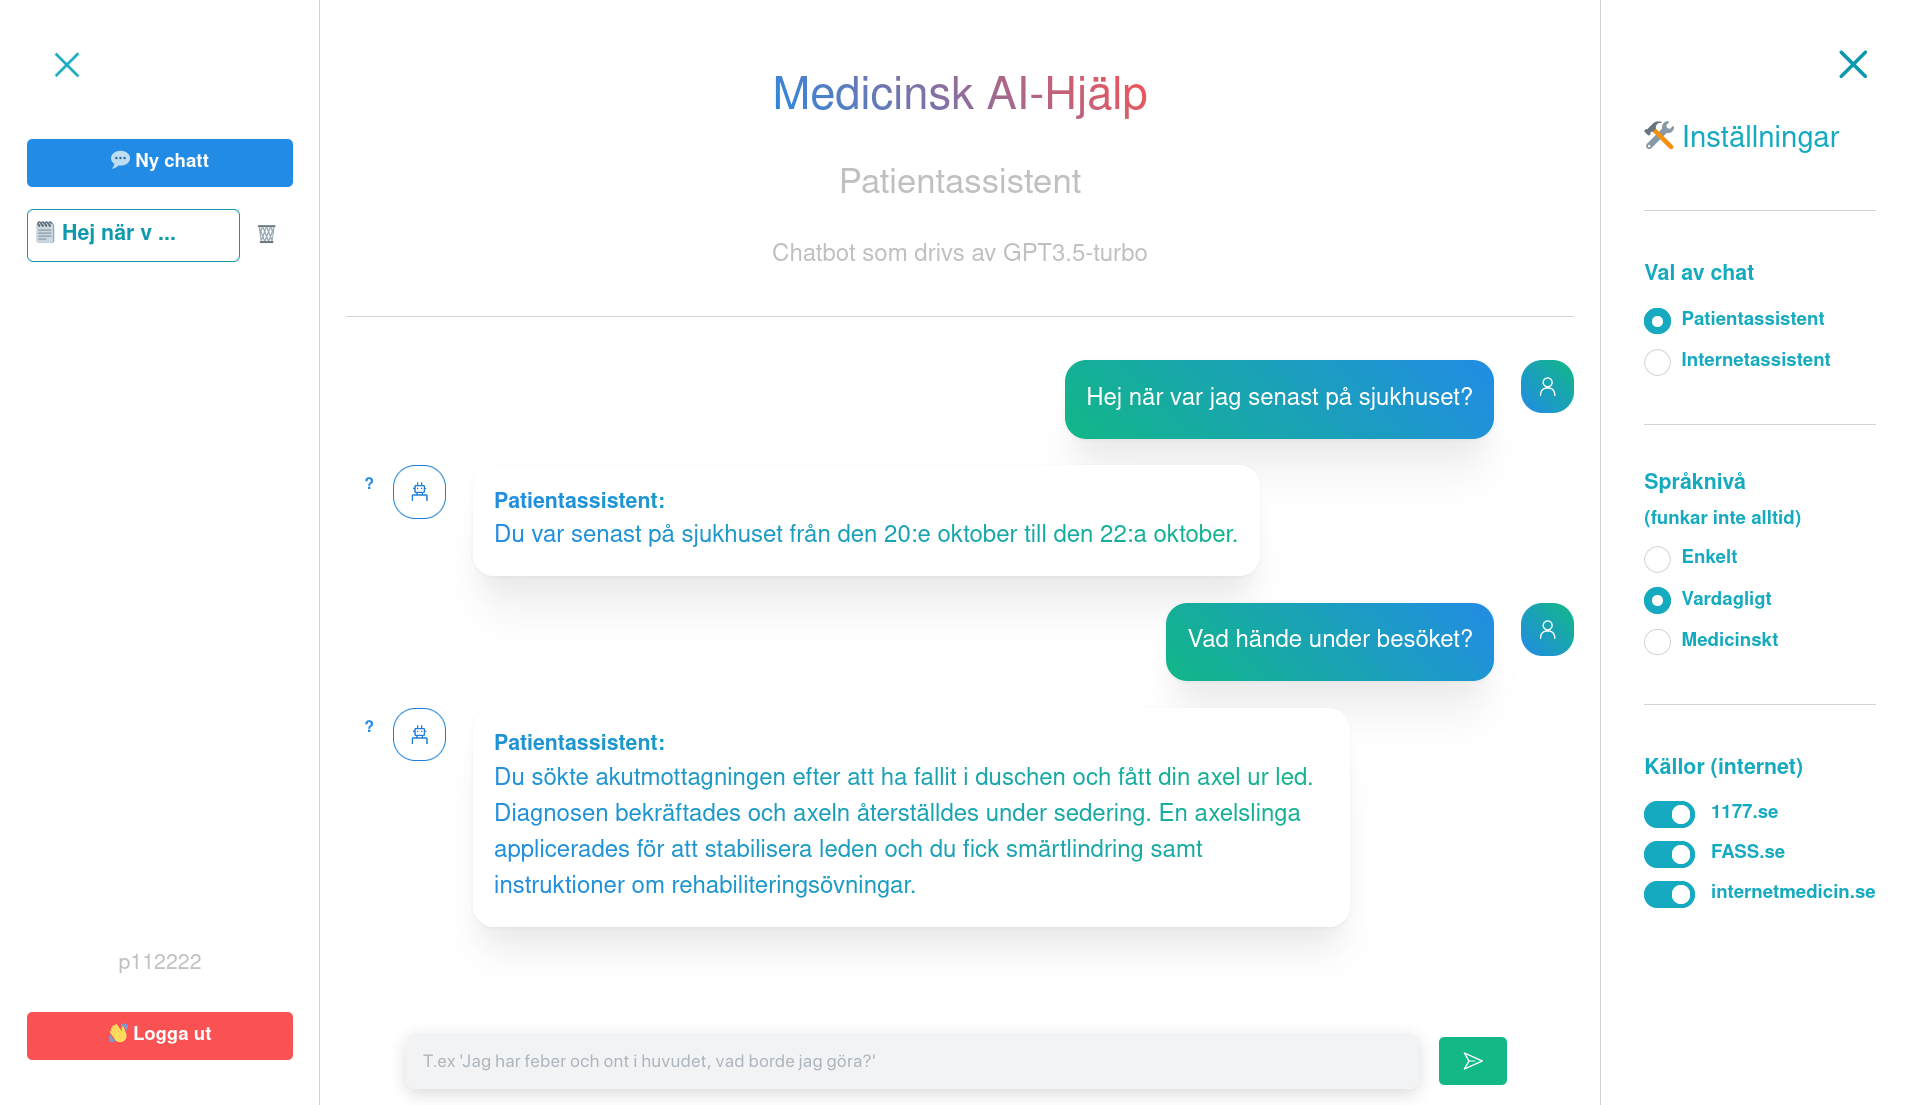 Ny chatt
Hej när v ...
p112222
Logga ut
Medicinsk AI-Hjälp
Patientassistent
Chatbot som drivs av GPT3.5-turbo
Hej när var jag senast på sjukhuset?
?
Patientassistent:
Du var senast på sjukhuset från den 20:e oktober till den 22:a oktober.
Vad hände under besöket?
?
Patientassistent:
Du sökte akutmottagningen efter att ha fallit i duschen och fått din axel ur led.
Diagnosen bekräftades och axeln återställdes under sedering. En axelslinga
applicerades för att stabilisera leden och du fick smärtlindring samt
instruktioner om rehabiliteringsövningar.
T.ex 'Jag har feber och ont i huvudet, vad borde jag göra?'
Inställningar
Val av chat
Patientassistent
Internetassistent
Språknivå
(funkar inte alltid)
Enkelt
Vardagligt
Medicinskt
Källor (internet)
1177.se
FASS.se
internetmedicin.se